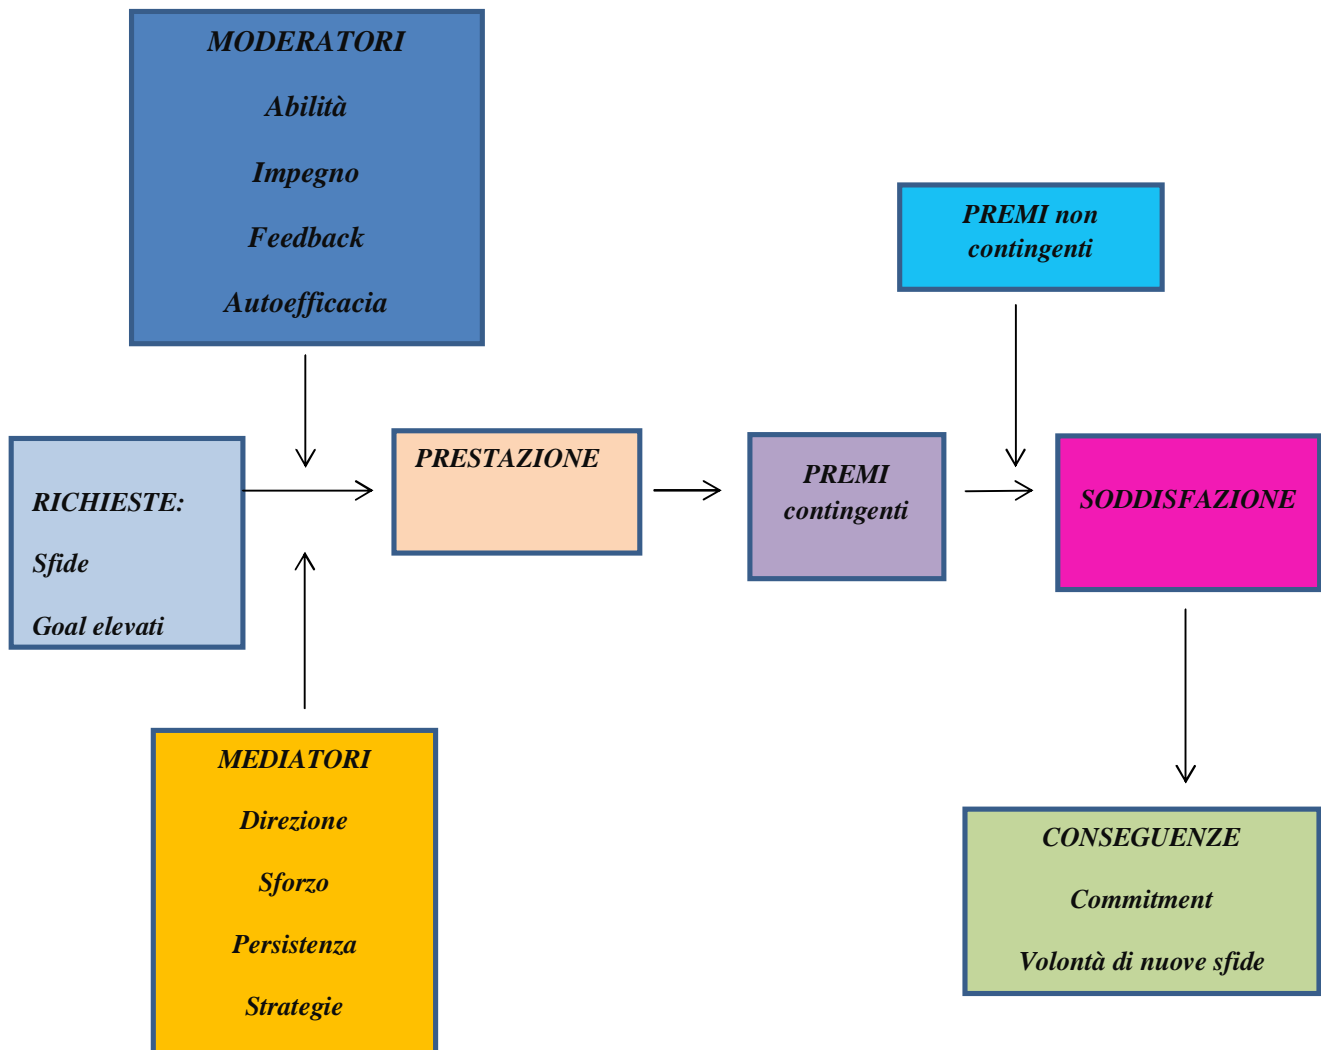 MODERATORI
Abilità
Impegno
Feedback
Autoefficacia
PREMI non
contingenti
RICHIESTE:
Sfide
Goal elevati
PRESTAZIONE
PREMI
contingenti
SODDISFAZIONE
MEDIATORI
Direzione
Sforzo
Persistenza
Strategie
CONSEGUENZE
Commitment
Volontà di nuove sfide